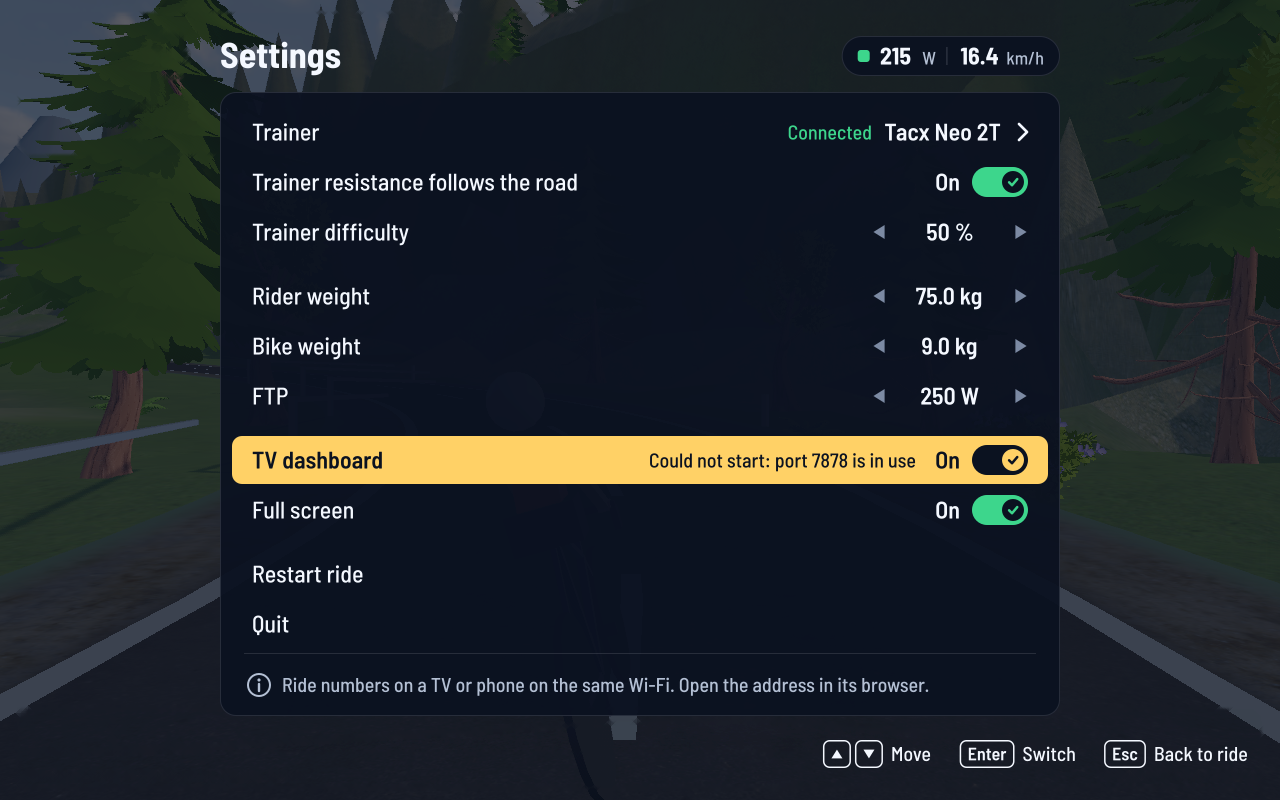 Settings
215 W 16.4 km/h
Trainer Connected Tacx Neo 2T
Trainer resistance follows the road On
Trainer difficulty 50 %
Rider weight 75.0 kg
Bike weight 9.0 kg
FTP 250 W
TV dashboard Could not start: port 7878 is in use On
Full screen On
Restart ride
Quit
Ride numbers on a TV or phone on the same Wi-Fi. Open the address in its browser.
Move Enter Switch Esc Back to ride